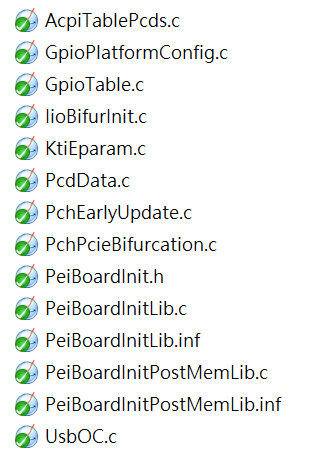 AcpiTablePcds.c
GpioPlatformConfig.c
GpioTable.c
IioBifurInit.c
KtiEparam.c
PcdData.c
PchEarlyUpdate.c
PchPcieBifurcation.c
PeiBoardInit.h
PeiBoardInitLib.c
PeiBoardInitLib.inf
PeiBoardInitPostMemLib.c
PeiBoardInitPostMemLib.inf
UsbOC.c